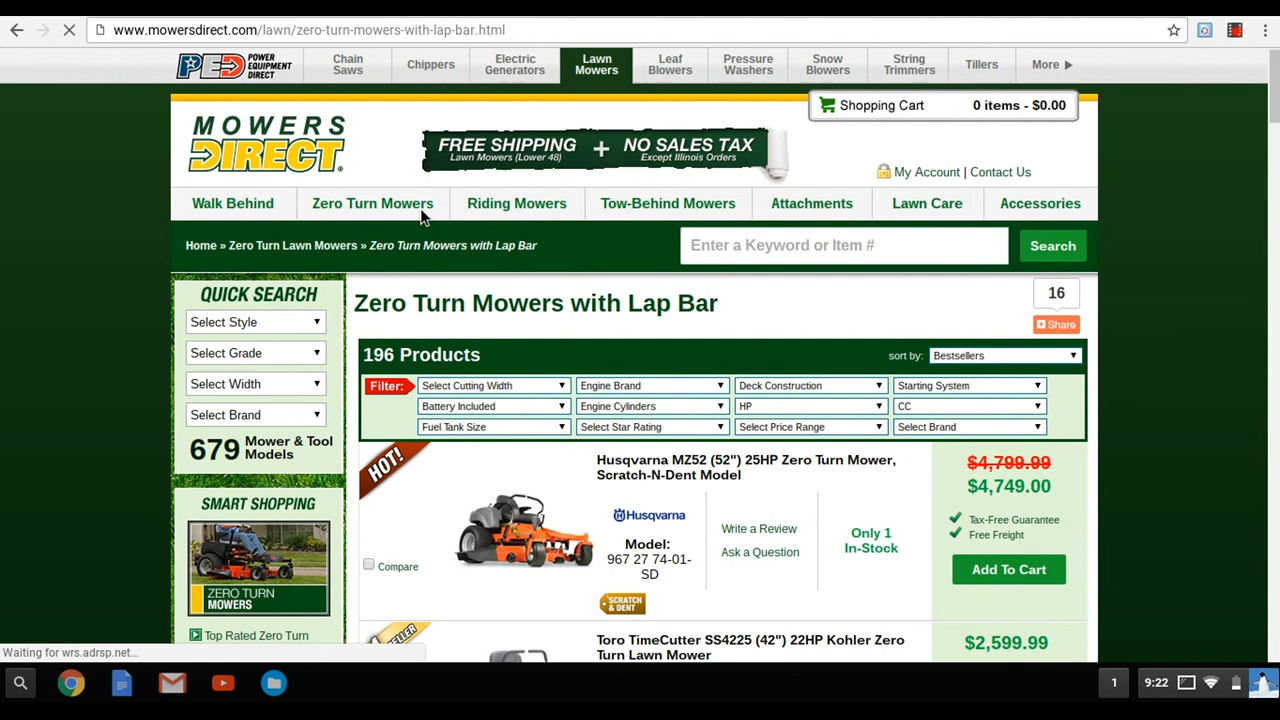 www.mowersdirect.com/lawn/zero-turn-mowers-with-lap-bar.html
PED POWER EQUIPMENT DIRECT
Chain Saws
Chippers
Electric Generators
Lawn Mowers
Leaf Blowers
Pressure Washers
Snow Blowers
String Trimmers
Tillers
More ▶
Shopping Cart 0 items - $0.00
MOWERS
DIRECT
FREE SHIPPING + NO SALES TAX
Lawn Mowers (Lower 48) Except Illinois Orders
My Account | Contact Us
Walk Behind Zero Turn Mowers Riding Mowers Tow-Behind Mowers Attachments Lawn Care Accessories
Home » Zero Turn Lawn Mowers » Zero Turn Mowers with Lap Bar
Enter a Keyword or Item # Search
QUICK SEARCH
Select Style
Select Grade
Select Width
Select Brand
679 Mower & Tool Models
SMART SHOPPING
ZERO TURN
MOWERS
Top Rated Zero Turn
Zero Turn Mowers with Lap Bar
16
Share
196 Products sort by: Bestsellers
Filter: Select Cutting Width Engine Brand Deck Construction Starting System
Battery Included Engine Cylinders HP CC
Fuel Tank Size Select Star Rating Select Price Range Select Brand
HOT!
Compare
Husqvarna MZ52 (52") 25HP Zero Turn Mower,
Scratch-N-Dent Model
Husqvarna
Model:
967 27 74-01-
SD
SCRATCH
& DENT
Write a Review
Ask a Question
Only 1
In-Stock
$4,799.99
$4,749.00
Tax-Free Guarantee
Free Freight
Add To Cart
Toro TimeCutter SS4225 (42") 22HP Kohler Zero
Turn Lawn Mower
$2,599.99
Waiting for wrs.adrsp.net...
1 9:22